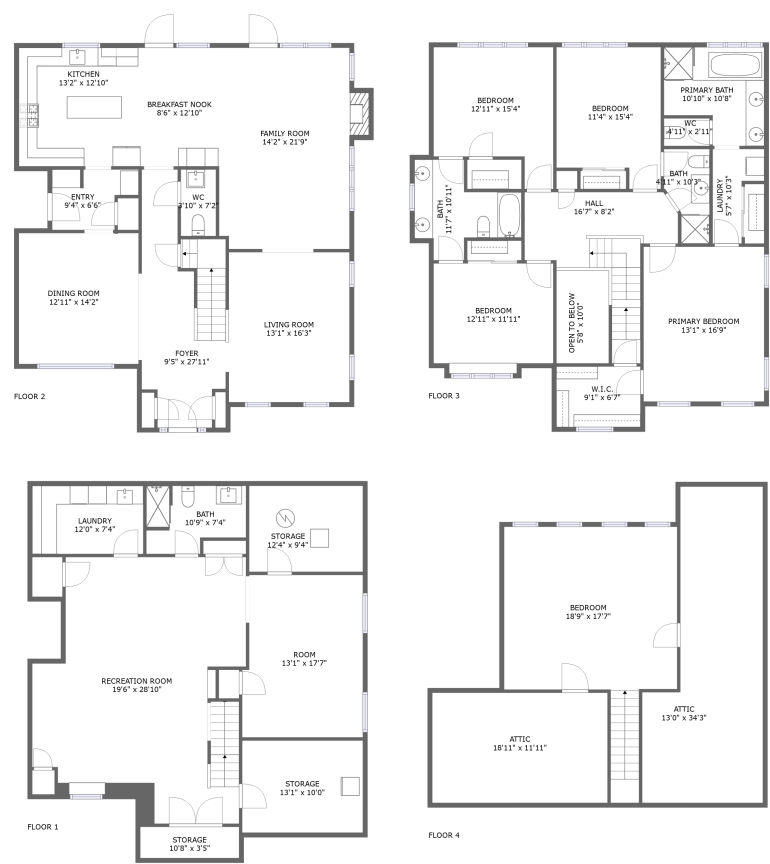 KITCHEN
13'2" x 12'10"
BREAKFAST NOOK
8'6" x 12'10"
FAMILY ROOM
14'2" x 21'9"
ENTRY
9'4" x 6'6"
WC
3'10" x 7'2"
DINING ROOM
12'11" x 14'2"
LIVING ROOM
13'1" x 16'3"
FOYER
9'5" x 27'11"
FLOOR 2
BEDROOM
12'11" x 15'4"
BEDROOM
11'4" x 15'4"
PRIMARY BATH
10'10" x 10'8"
WC
4'11" x 2'11"
BATH
4'11" x 10'3"
LAUNDRY
5'7" x 10'3"
BATH
11'7" x 10'11"
HALL
16'7" x 8'2"
BEDROOM
12'11" x 11'11"
OPEN TO BELOW
5'8" x 10'0"
PRIMARY BEDROOM
13'1" x 16'9"
W.I.C.
9'1" x 6'7"
FLOOR 3
LAUNDRY
12'0" x 7'4"
BATH
10'9" x 7'4"
STORAGE
12'4" x 9'4"
ROOM
13'1" x 17'7"
RECREATION ROOM
19'6" x 28'10"
STORAGE
13'1" x 10'0"
STORAGE
10'8" x 3'5"
FLOOR 1
BEDROOM
18'9" x 17'7"
ATTIC
13'0" x 34'3"
ATTIC
18'11" x 11'11"
FLOOR 4